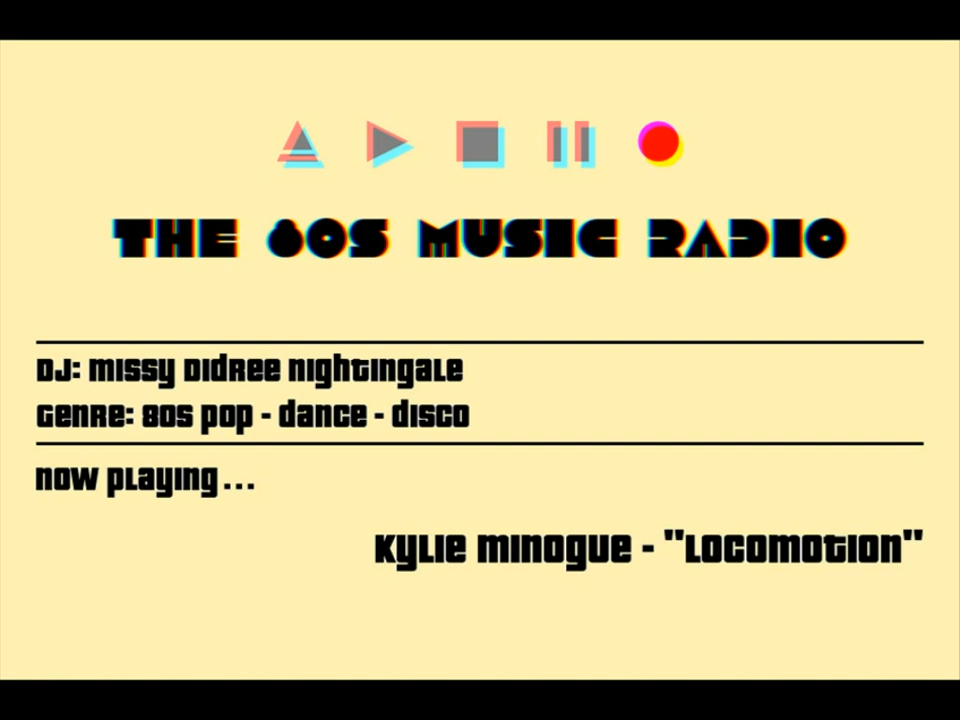 THE 80S MUSIC RADIO
DJ: Missy Didree Nightingale
Genre: 80s Pop - Dance - Disco
Now Playing...
Kylie Minogue - "Locomotion"